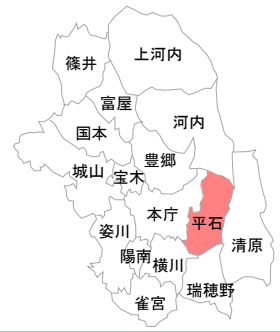 上河内
篠井
富屋
河内
国本
豊郷
城山
宝木
本庁
平石
姿川
清原
陽南
横川
瑞穂野
雀宮